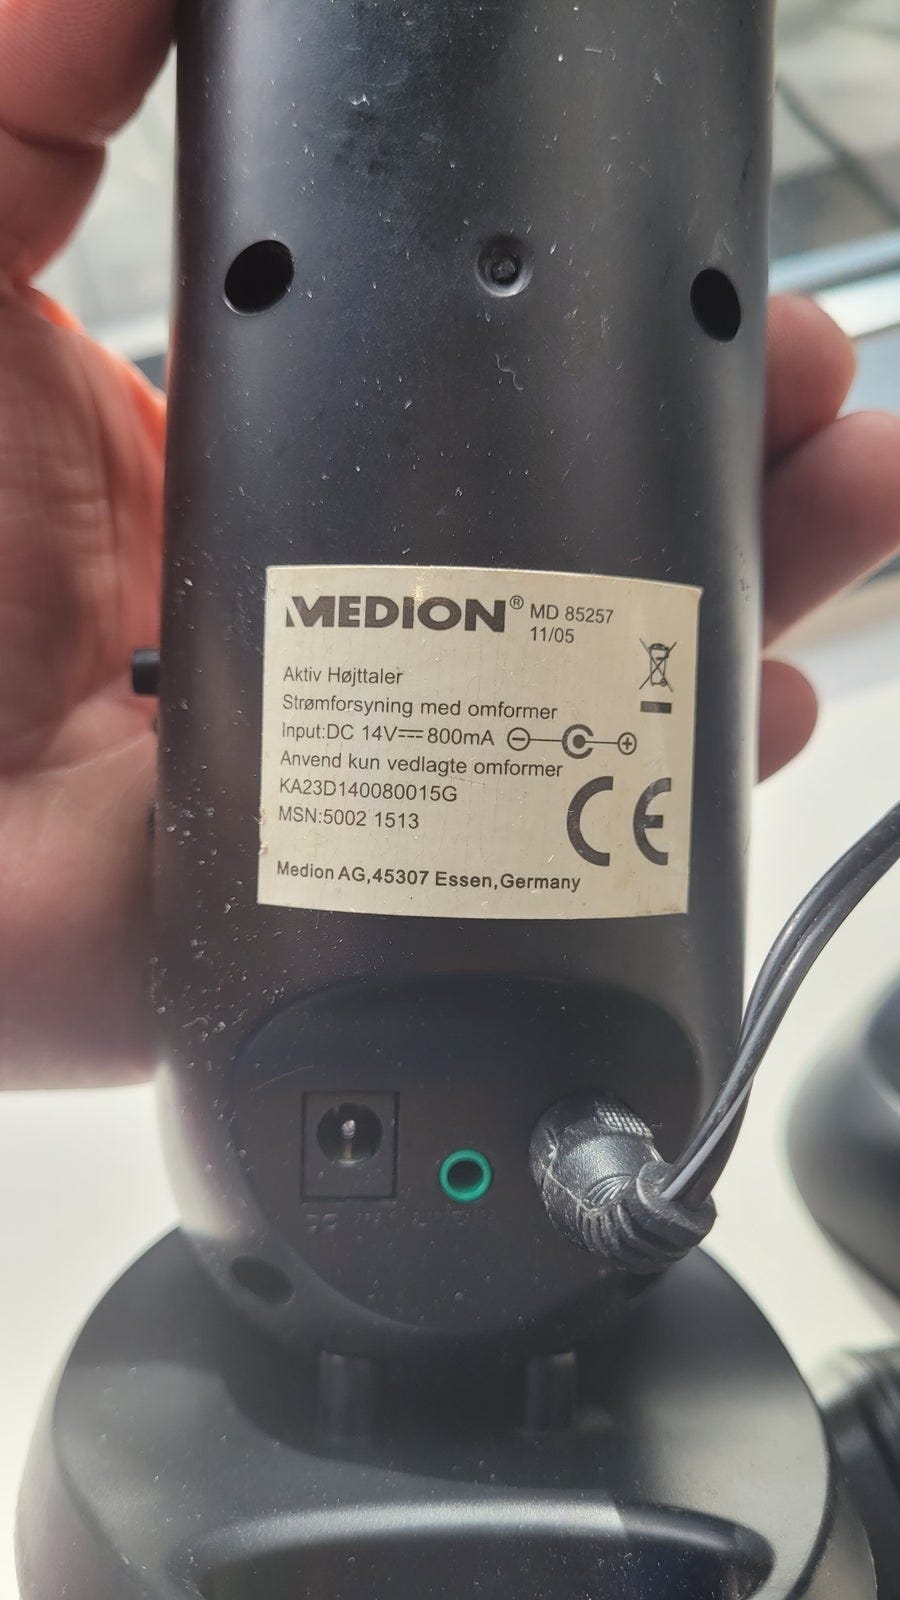 MEDION® MD 85257
11/05
Aktiv Højttaler
Strømforsyning med omformer
Input:DC 14V⎓800mA
Anvend kun vedlagte omformer
KA23D140080015G
MSN:5002 1513
CE
Medion AG,45307 Essen,Germany
DC